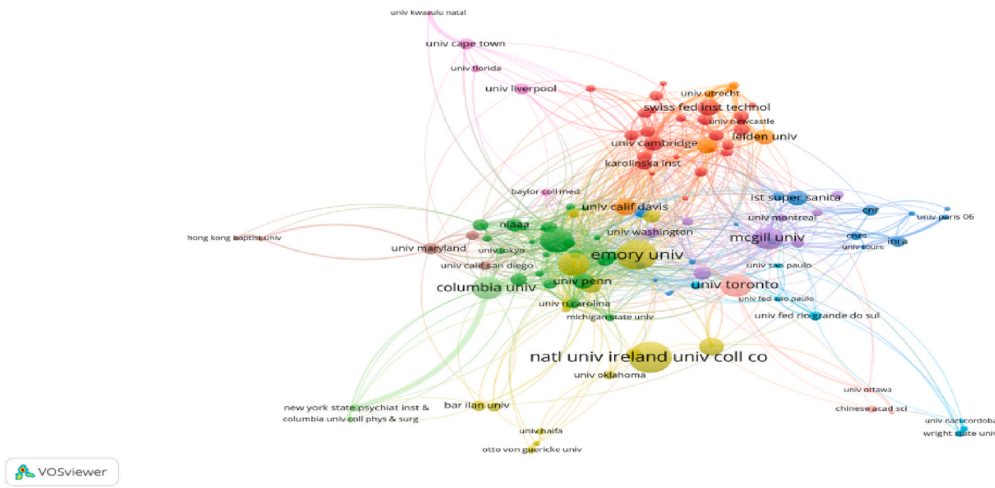 univ kwazulu natal
univ cape town
univ florida
univ liverpool
univ utrecht
swiss fed inst technol
univ newcastle
leiden univ
univ cambridge
karolinska inst
baylor coll med
univ calif davis
ist super sanita
cnr
univ paris 06
univ montreal
niaaa
univ washington
mcgill univ
cnrs
inra
univ tours
hong kong baptist univ
univ maryland
univ tokyo
emory univ
univ calif san diego
univ sao paulo
univ penn
columbia univ
univ toronto
univ n carolina
univ fed sao paulo
michigan state univ
univ fed rio grande do sul
natl univ ireland univ coll co
univ oklahoma
univ ottawa
new york state psychiat inst &
columbia univ coll phys & surg
bar ilan univ
chinese acad sci
univ nacl cordoba
wright state univ
univ haifa
otto von guericke univ
VOSviewer